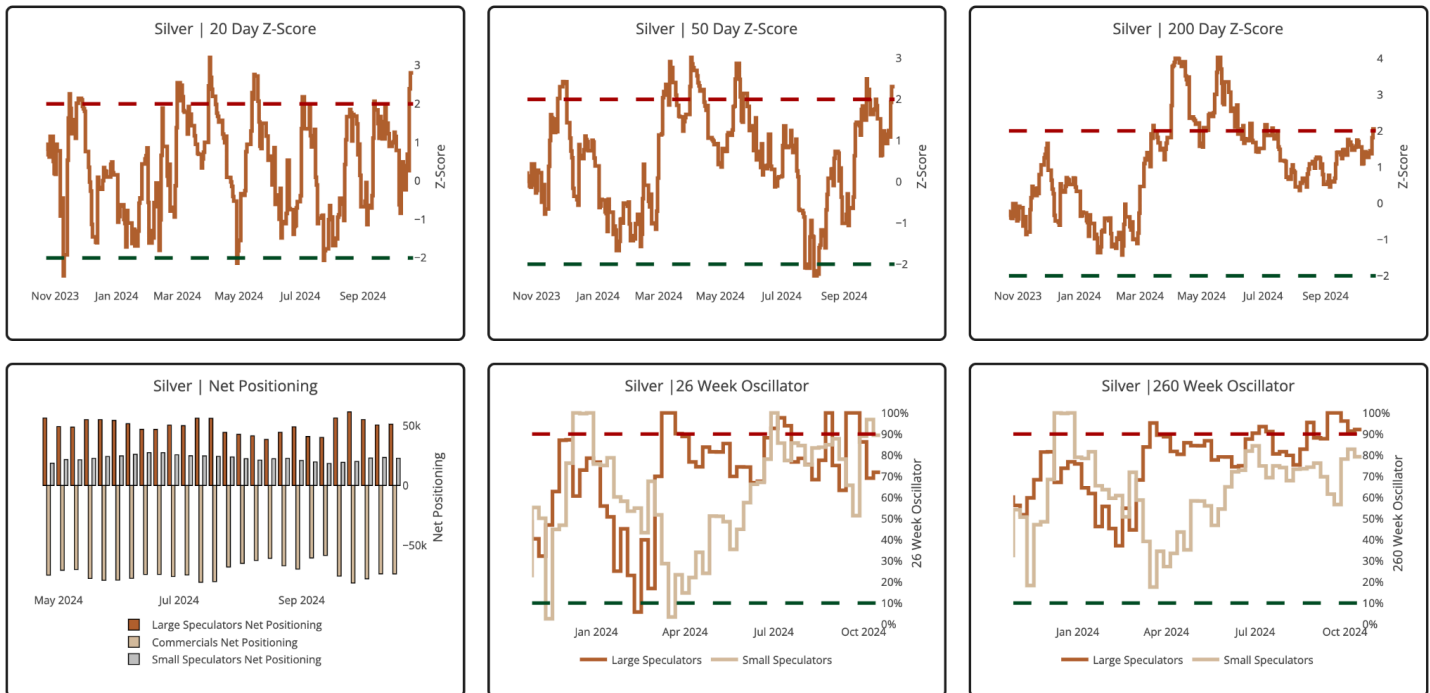 Silver | 20 Day Z-Score
3
2
1
0
−1
−2
Z-Score
Nov 2023 Jan 2024 Mar 2024 May 2024 Jul 2024 Sep 2024
Silver | 50 Day Z-Score
3
2
1
0
−1
−2
Z-Score
Nov 2023 Jan 2024 Mar 2024 May 2024 Jul 2024 Sep 2024
Silver | 200 Day Z-Score
4
3
2
1
0
−1
−2
Z-Score
Nov 2023 Jan 2024 Mar 2024 May 2024 Jul 2024 Sep 2024
Silver | Net Positioning
50k
0
−50k
Net Positioning
May 2024 Jul 2024 Sep 2024
Large Speculators Net Positioning
Commercials Net Positioning
Small Speculators Net Positioning
Silver |26 Week Oscillator
100%
90%
80%
70%
60%
50%
40%
30%
20%
10%
0%
26 Week Oscillator
Jan 2024 Apr 2024 Jul 2024 Oct 2024
Large Speculators Small Speculators
Silver |260 Week Oscillator
100%
90%
80%
70%
60%
50%
40%
30%
20%
10%
0%
260 Week Oscillator
Jan 2024 Apr 2024 Jul 2024 Oct 2024
Large Speculators Small Speculators